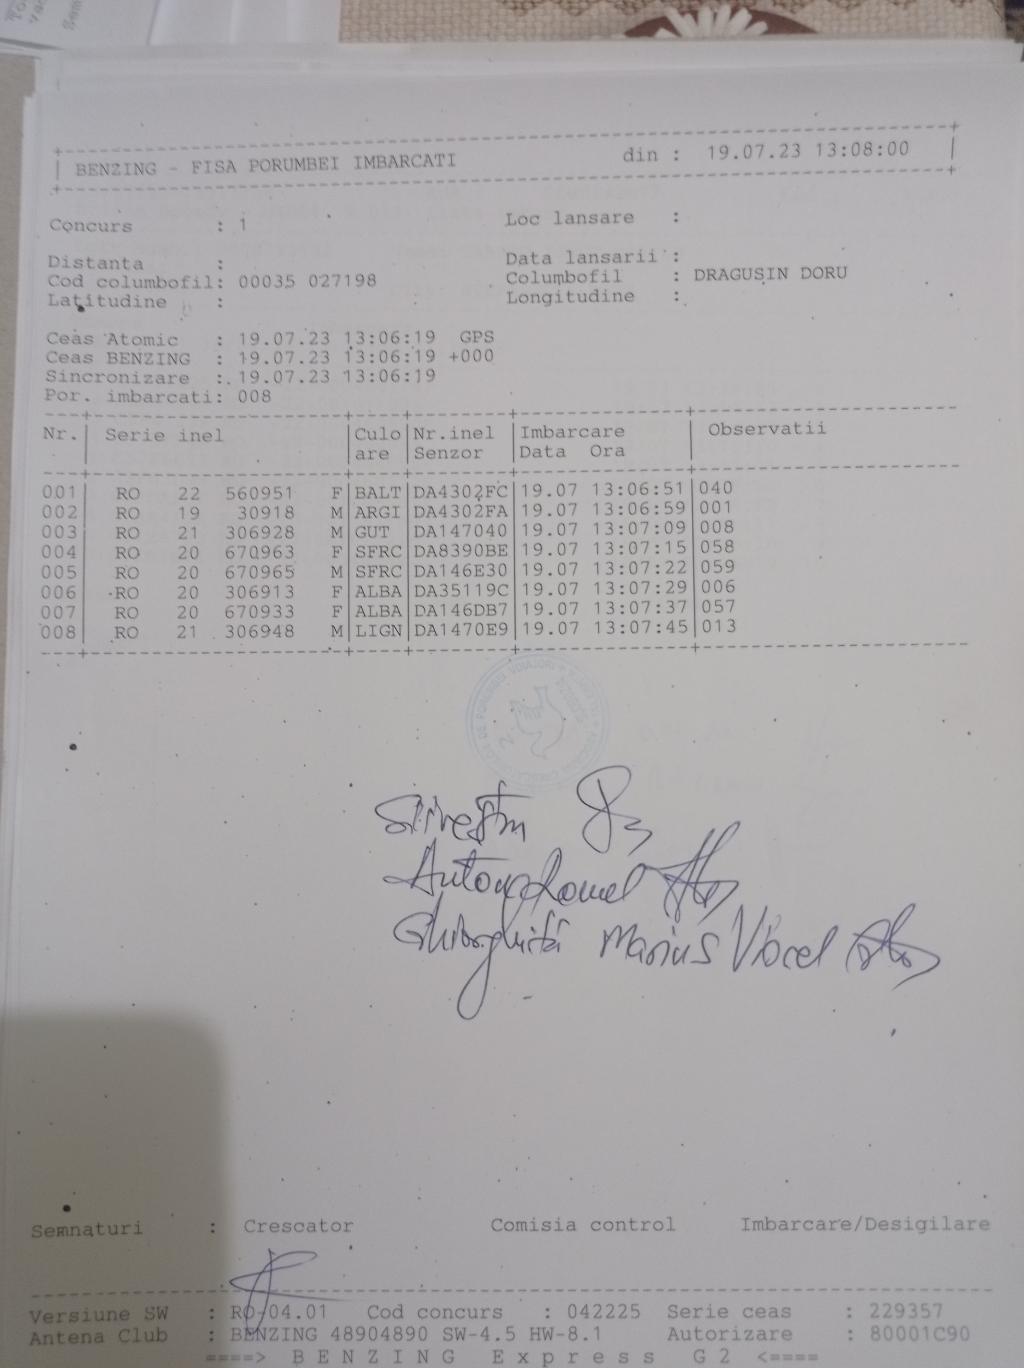 BENZING - FISA PORUMBEI IMBARCATI din : 19.07.23 13:08:00
Concurs : 1 Loc lansare :
Distanta : Data lansarii :
Cod columbofil: 00035 027198 Columbofil : DRAGUSIN DORU
Latitudine : Longitudine :
Ceas Atomic : 19.07.23 13:06:19 GPS
Ceas BENZING : 19.07.23 13:06:19 +000
Sincronizare : 19.07.23 13:06:19
Por. imbarcati: 008
Nr. Serie inel Culo Nr.inel Imbarcare Observatii
are Senzor Data Ora
001 RO 22 560951 F BALT DA4302FC 19.07 13:06:51 040
002 RO 19 30918 M ARGI DA4302FA 19.07 13:06:59 001
003 RO 21 306928 M GUT DA147040 19.07 13:07:09 008
004 RO 20 670963 F SFRC DA8390BE 19.07 13:07:15 058
005 RO 20 670965 M SFRC DA146E30 19.07 13:07:22 059
006 RO 20 306913 F ALBA DA35119C 19.07 13:07:29 006
007 RO 20 670933 F ALBA DA146DB7 19.07 13:07:37 057
008 RO 21 306948 M LIGN DA1470E9 19.07 13:07:45 013
Silvestru
Marius Viorel
Semnaturi : Crescator Comisia control Imbarcare/Desigilare
Versiune SW : RO-04.01 Cod concurs : 042225 Serie ceas : 229357
Antena Club : BENZING 48904890 SW-4.5 HW-8.1 Autorizare : 80001C90
====> B E N Z I N G E x p r e s s G 2 <====